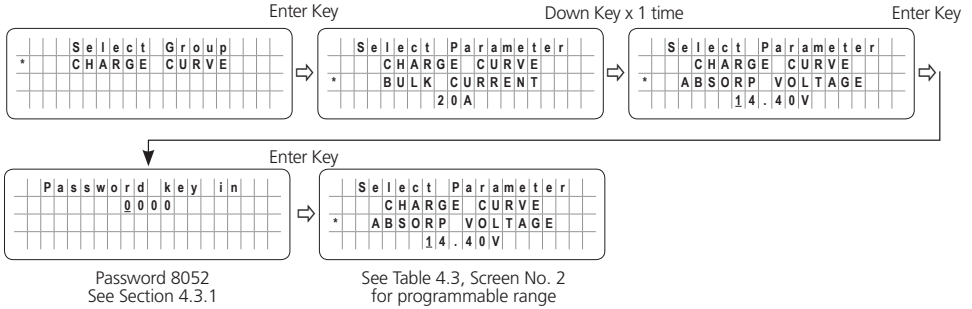 Enter Key
Down Key x 1 time
Enter Key
Select Group
* CHARGE CURVE
Select Parameter
CHARGE CURVE
* BULK CURRENT
20A
Select Parameter
CHARGE CURVE
* ABSORP VOLTAGE
14.40V
Enter Key
Password key in
0000
Select Parameter
CHARGE CURVE
* ABSORP VOLTAGE
14.40V
Password 8052
See Section 4.3.1
See Table 4.3, Screen No. 2
for programmable range